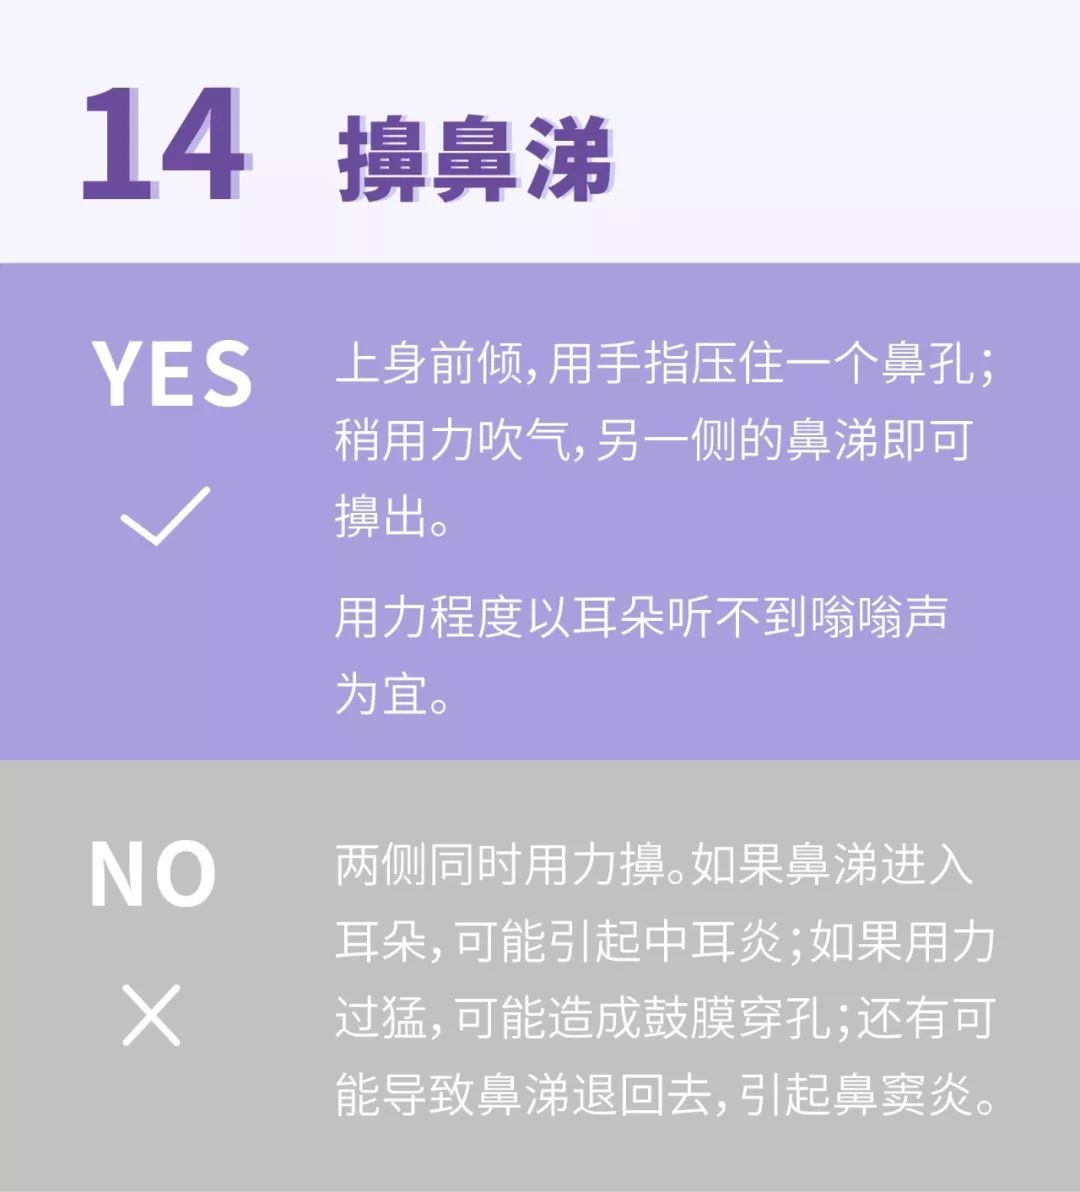 14 擤鼻涕
YES
上身前倾，用手指压住一个鼻孔；
稍用力吹气，另一侧的鼻涕即可
擤出。
用力程度以耳朵听不到嗡嗡声
为宜。
NO
两侧同时用力擤。如果鼻涕进入
耳朵，可能引起中耳炎；如果用力
过猛，可能造成鼓膜穿孔；还有可
能导致鼻涕退回去，引起鼻窦炎。